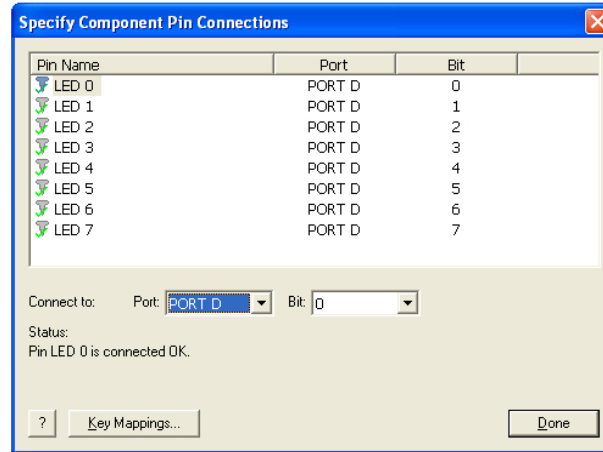 Specify Component Pin Connections
Pin Name Port Bit
LED 0 PORT D 0
LED 1 PORT D 1
LED 2 PORT D 2
LED 3 PORT D 3
LED 4 PORT D 4
LED 5 PORT D 5
LED 6 PORT D 6
LED 7 PORT D 7
Connect to: Port: PORT D Bit: 0
Status:
Pin LED 0 is connected OK.
? Key Mappings... Done